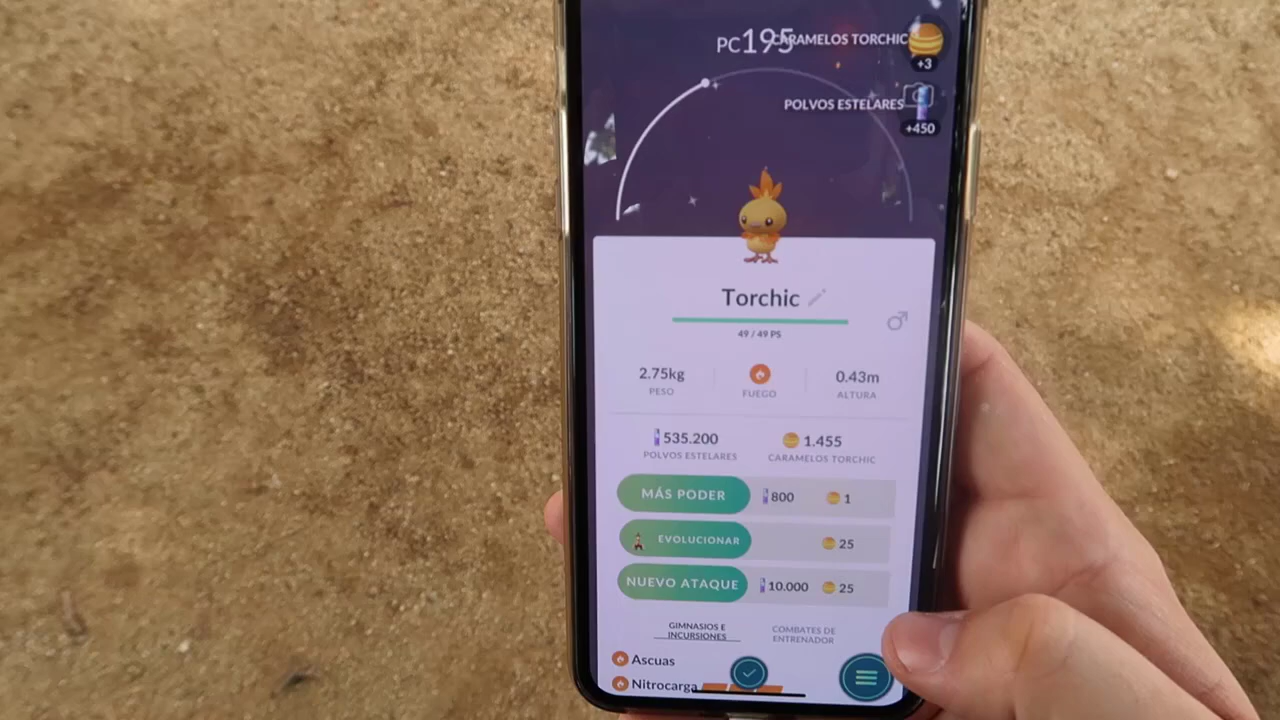 PC195
CARAMELOS TORCHIC
+3
POLVOS ESTELARES
+450
Torchic
49 / 49 PS
2.75kg
PESO
FUEGO
0.43m
ALTURA
535.200
POLVOS ESTELARES
1.455
CARAMELOS TORCHIC
MÁS PODER 800 1
EVOLUCIONAR 25
NUEVO ATAQUE 10.000 25
GIMNASIOS E
INCURSIONES
COMBATES DE
ENTRENADOR
Ascuas
Nitrocarga